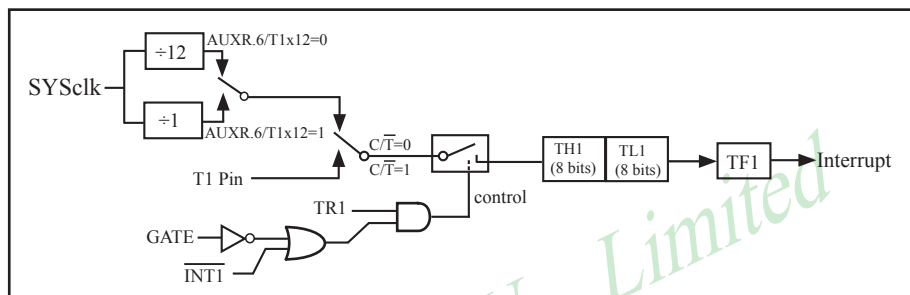 AUXR.6/T1x12=0
÷12
SYSclk
÷1
AUXR.6/T1x12=1
C/T̅=0
C/T̅=1
T1 Pin
TH1
(8 bits)
TL1
(8 bits)
TF1
Interrupt
control
TR1
GATE
I̅N̅T̅1̅
Limited